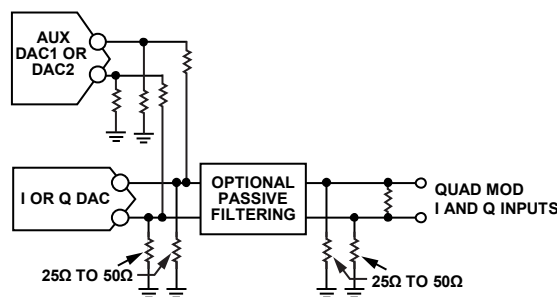 AUX
DAC1 OR
DAC2
I OR Q DAC
OPTIONAL
PASSIVE
FILTERING
QUAD MOD
I AND Q INPUTS
25Ω TO 50Ω
25Ω TO 50Ω